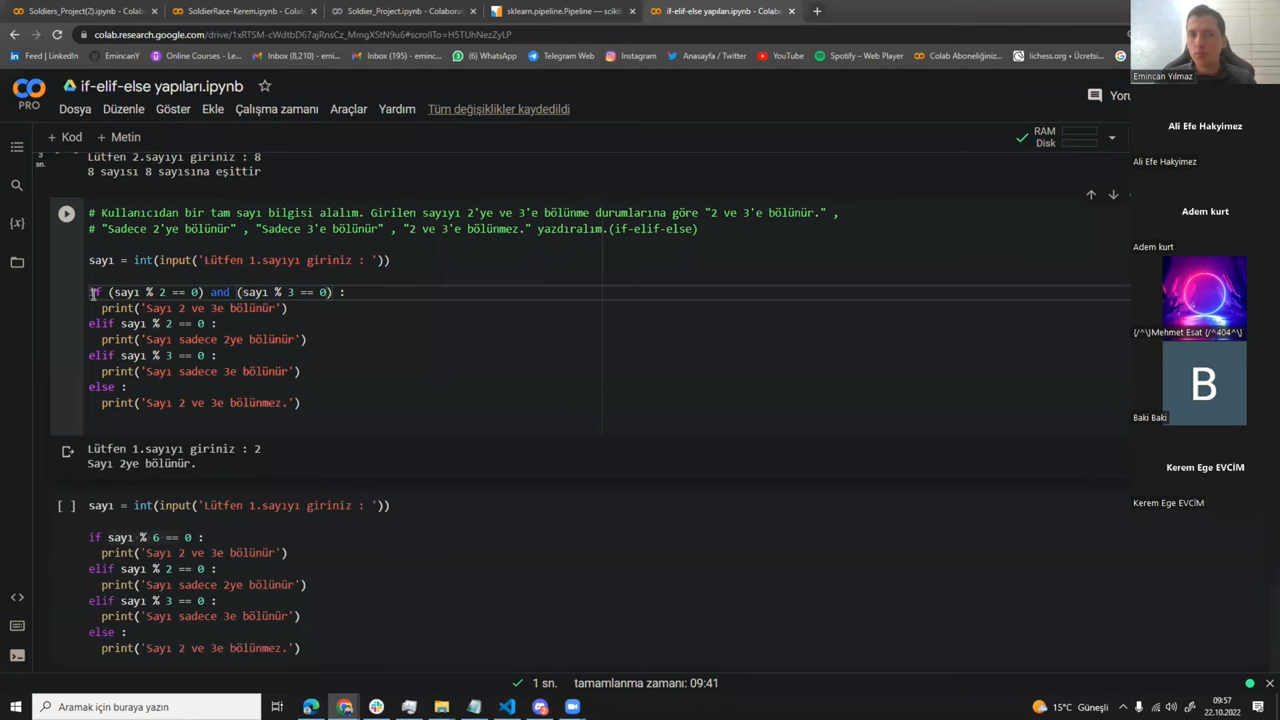 Soldiers_Project(2).ipynb - Colab
SoldierRace-Kerem.ipynb - Colab
Soldier_Project.ipynb - Colabora
sklearn.pipeline.Pipeline — scikit
if-elif-else yapıları.ipynb - Colab
colab.research.google.com/drive/1xRTSM-cWdtbD67ajRnsCz_MmgXStN9u6#scrollTo=H5TUhNezZyLP
Feed | LinkedIn
EmincanY
Online Courses - Le...
Inbox (8,210) - emin...
Inbox (195) - eminc...
(6) WhatsApp
Telegram Web
Instagram
Anasayfa / Twitter
YouTube
Spotify – Web Player
Colab Aboneliğiniz...
lichess.org • Ücretsi...
Emincan Yılmaz
PRO
if-elif-else yapıları.ipynb
Dosya Düzenle Göster Ekle Çalışma zamanı Araçlar Yardım Tüm değişiklikler kaydedildi
Yoru
+ Kod + Metin
RAM
Disk
3
sn.
Lütfen 2.sayıyı giriniz : 8
8 sayısı 8 sayısına eşittir
# Kullanıcıdan bir tam sayı bilgisi alalım. Girilen sayıyı 2'ye ve 3'e bölünme durumlarına göre "2 ve 3'e bölünür." ,
# "Sadece 2'ye bölünür" , "Sadece 3'e bölünür" , "2 ve 3'e bölünmez." yazdıralım.(if-elif-else)
sayı = int(input('Lütfen 1.sayıyı giriniz : '))
if (sayı % 2 == 0) and (sayı % 3 == 0) :
print('Sayı 2 ve 3e bölünür')
elif sayı % 2 == 0 :
print('Sayı sadece 2ye bölünür')
elif sayı % 3 == 0 :
print('Sayı sadece 3e bölünür')
else :
print('Sayı 2 ve 3e bölünmez.')
Lütfen 1.sayıyı giriniz : 2
Sayı 2ye bölünür.
[ ] sayı = int(input('Lütfen 1.sayıyı giriniz : '))
if sayı % 6 == 0 :
print('Sayı 2 ve 3e bölünür')
elif sayı % 2 == 0 :
print('Sayı sadece 2ye bölünür')
elif sayı % 3 == 0 :
print('Sayı sadece 3e bölünür')
else :
print('Sayı 2 ve 3e bölünmez.')
Ali Efe Hakyimez
Ali Efe Hakyimez
Adem kurt
Adem kurt
{/^\}Mehmet Esat {/^404^\}
B
Baki Baki
Kerem Ege EVCİM
Kerem Ege EVCİM
1 sn. tamamlanma zamanı: 09:41
Aramak için buraya yazın
15°C Güneşli
09:57
22.10.2022